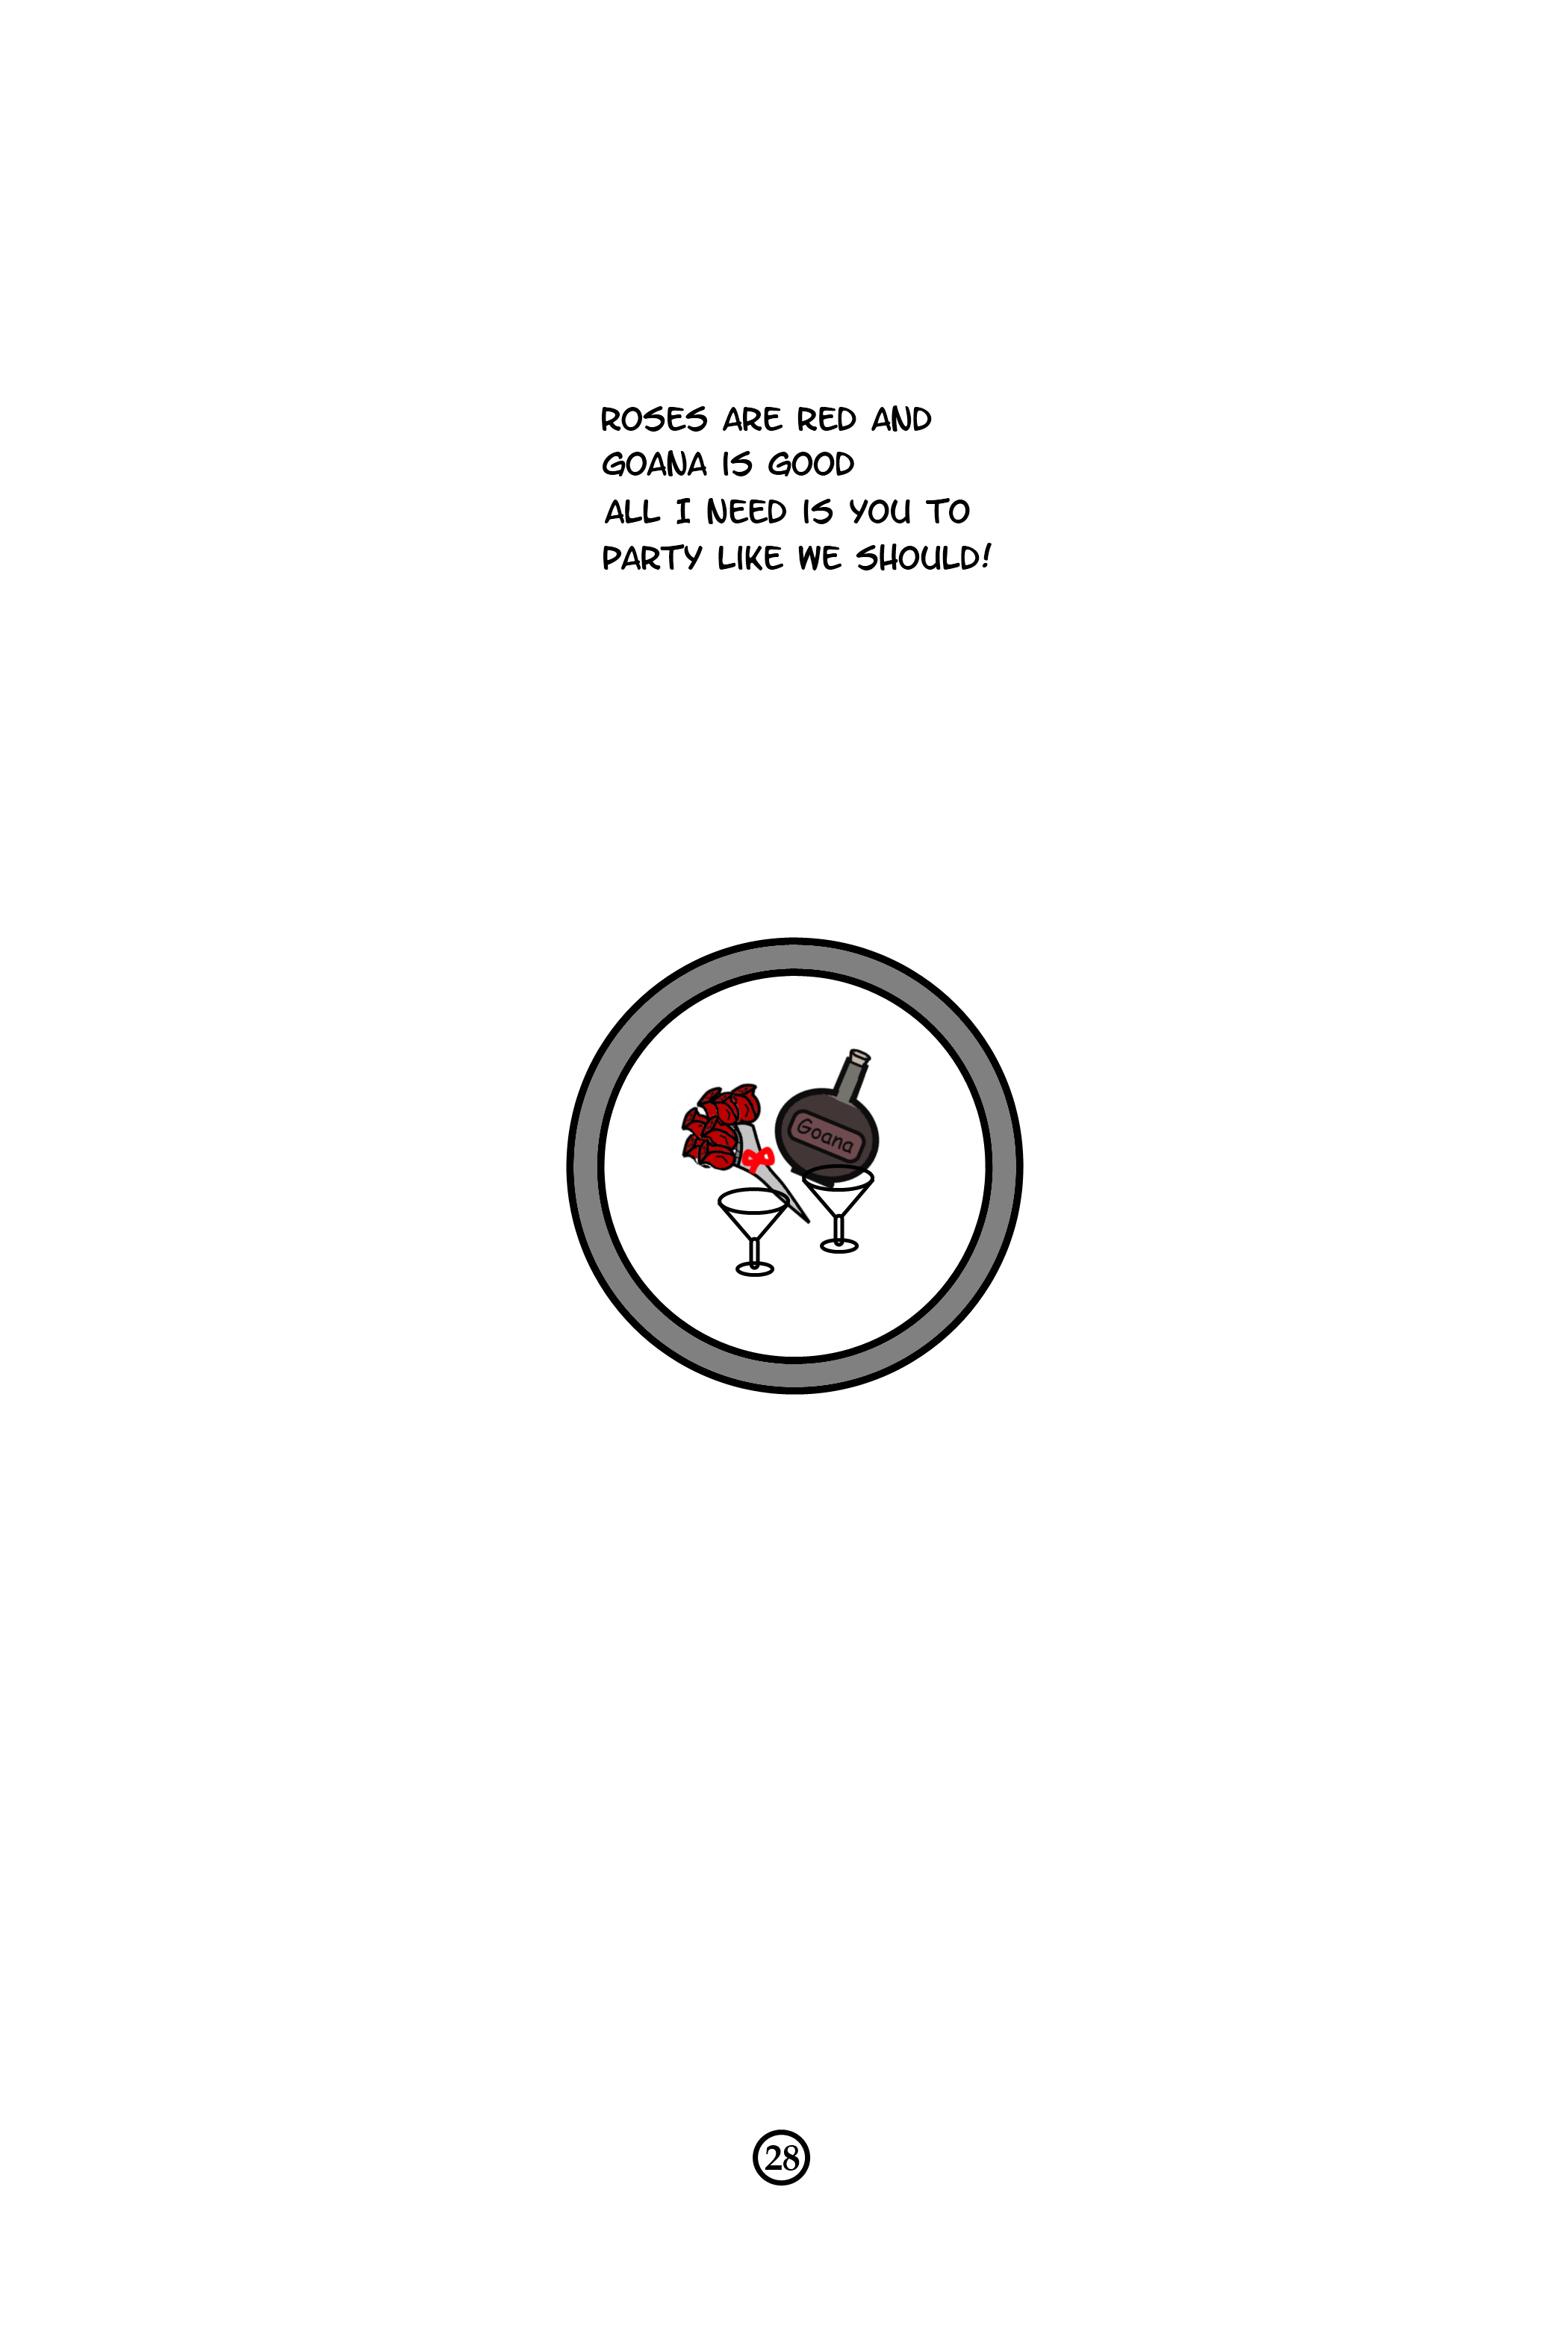 ROSES ARE RED AND
GOANA IS GOOD
ALL I NEED IS YOU TO
PARTY LIKE WE SHOULD!
Goana
28